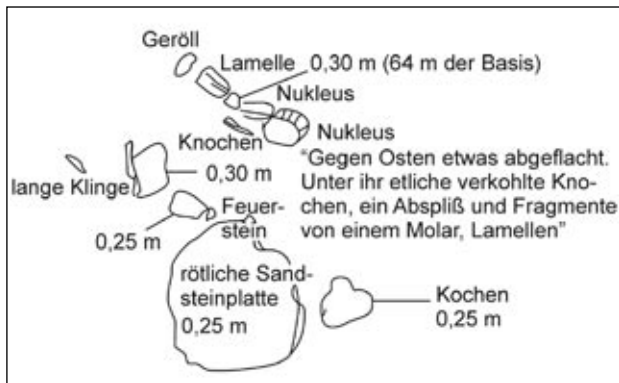 Geröll
Lamelle
0,30 m (64 m der Basis)
Nukleus
Knochen
Nukleus
"Gegen Osten etwas abgeflacht.
Unter ihr etliche verkohlte Kno-
chen, ein Abspliß und Fragmente
von einem Molar, Lamellen"
lange Klinge
0,30 m
0,25 m
Feuer-
stein
rötliche Sand-
steinplatte
0,25 m
Kochen
0,25 m